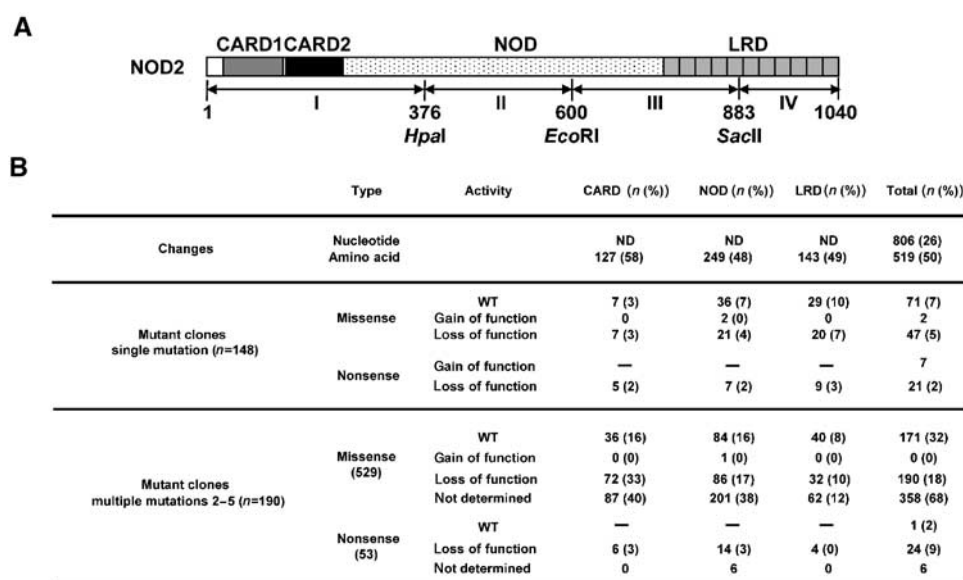 A
CARD1 CARD2 NOD LRD
NOD2
I II III IV
1 376 600 883 1040
HpaI EcoRI SacII
B
Type Activity CARD (n (%)) NOD (n (%)) LRD (n (%)) Total (n (%))
Changes
Nucleotide ND ND ND 806 (26)
Amino acid 127 (58) 249 (48) 143 (49) 519 (50)
Mutant clones
single mutation (n=148)
Missense
WT 7 (3) 36 (7) 29 (10) 71 (7)
Gain of function 0 2 (0) 0 2
Loss of function 7 (3) 21 (4) 20 (7) 47 (5)
Nonsense
Gain of function — — — 7
Loss of function 5 (2) 7 (2) 9 (3) 21 (2)
Mutant clones
multiple mutations 2–5 (n=190)
Missense
(529)
WT 36 (16) 84 (16) 40 (8) 171 (32)
Gain of function 0 (0) 1 (0) 0 (0) 0 (0)
Loss of function 72 (33) 86 (17) 32 (10) 190 (18)
Not determined 87 (40) 201 (38) 62 (12) 358 (68)
Nonsense
(53)
WT — — — 1 (2)
Loss of function 6 (3) 14 (3) 4 (0) 24 (9)
Not determined 0 6 0 6